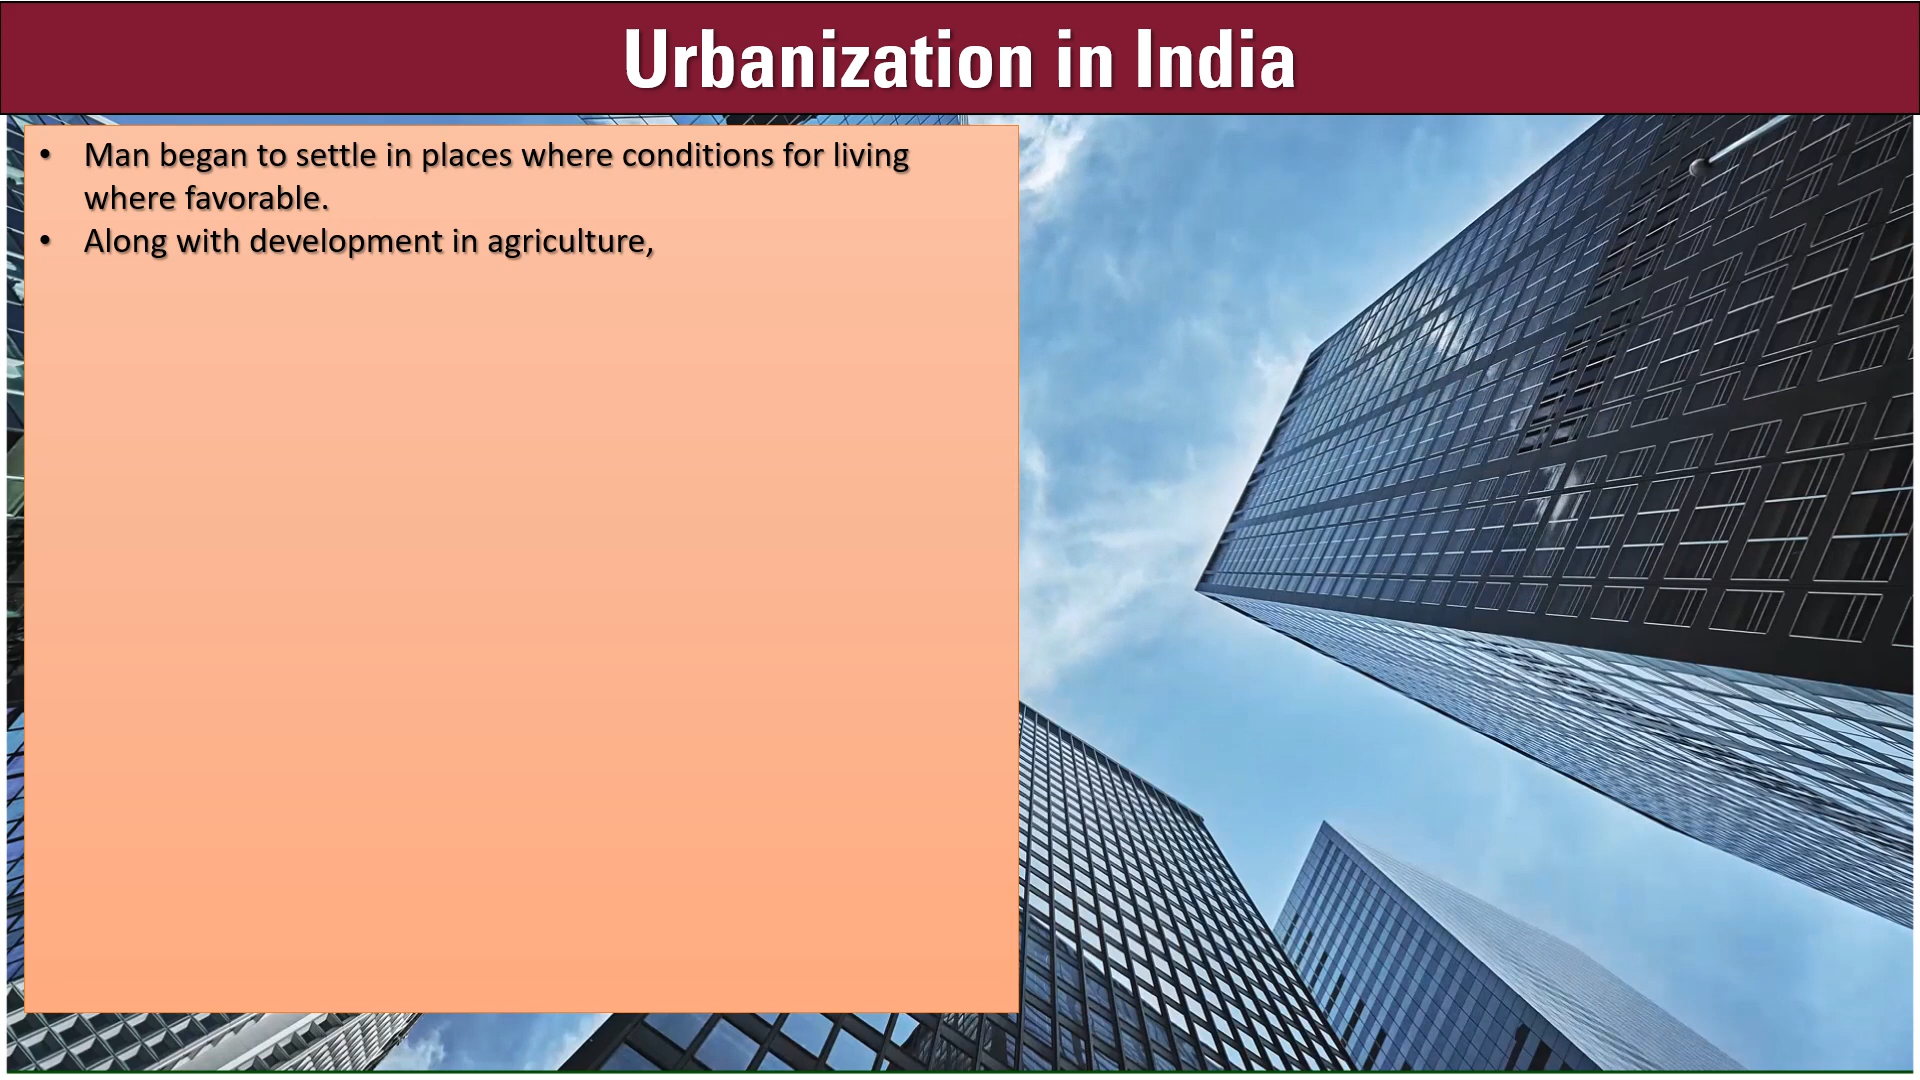 Urbanization in India
• Man began to settle in places where conditions for living
where favorable.
• Along with development in agriculture,